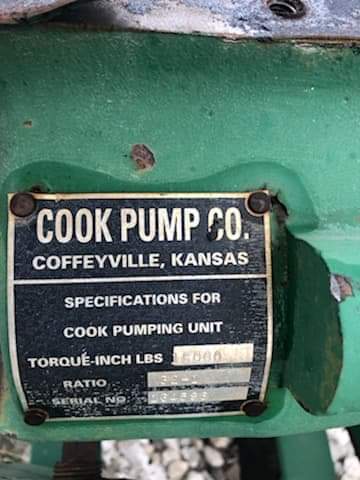 COOK PUMP CO.
COFFEYVILLE, KANSAS
SPECIFICATIONS FOR
COOK PUMPING UNIT
TORQUE-INCH LBS
RATIO
SERIAL NO